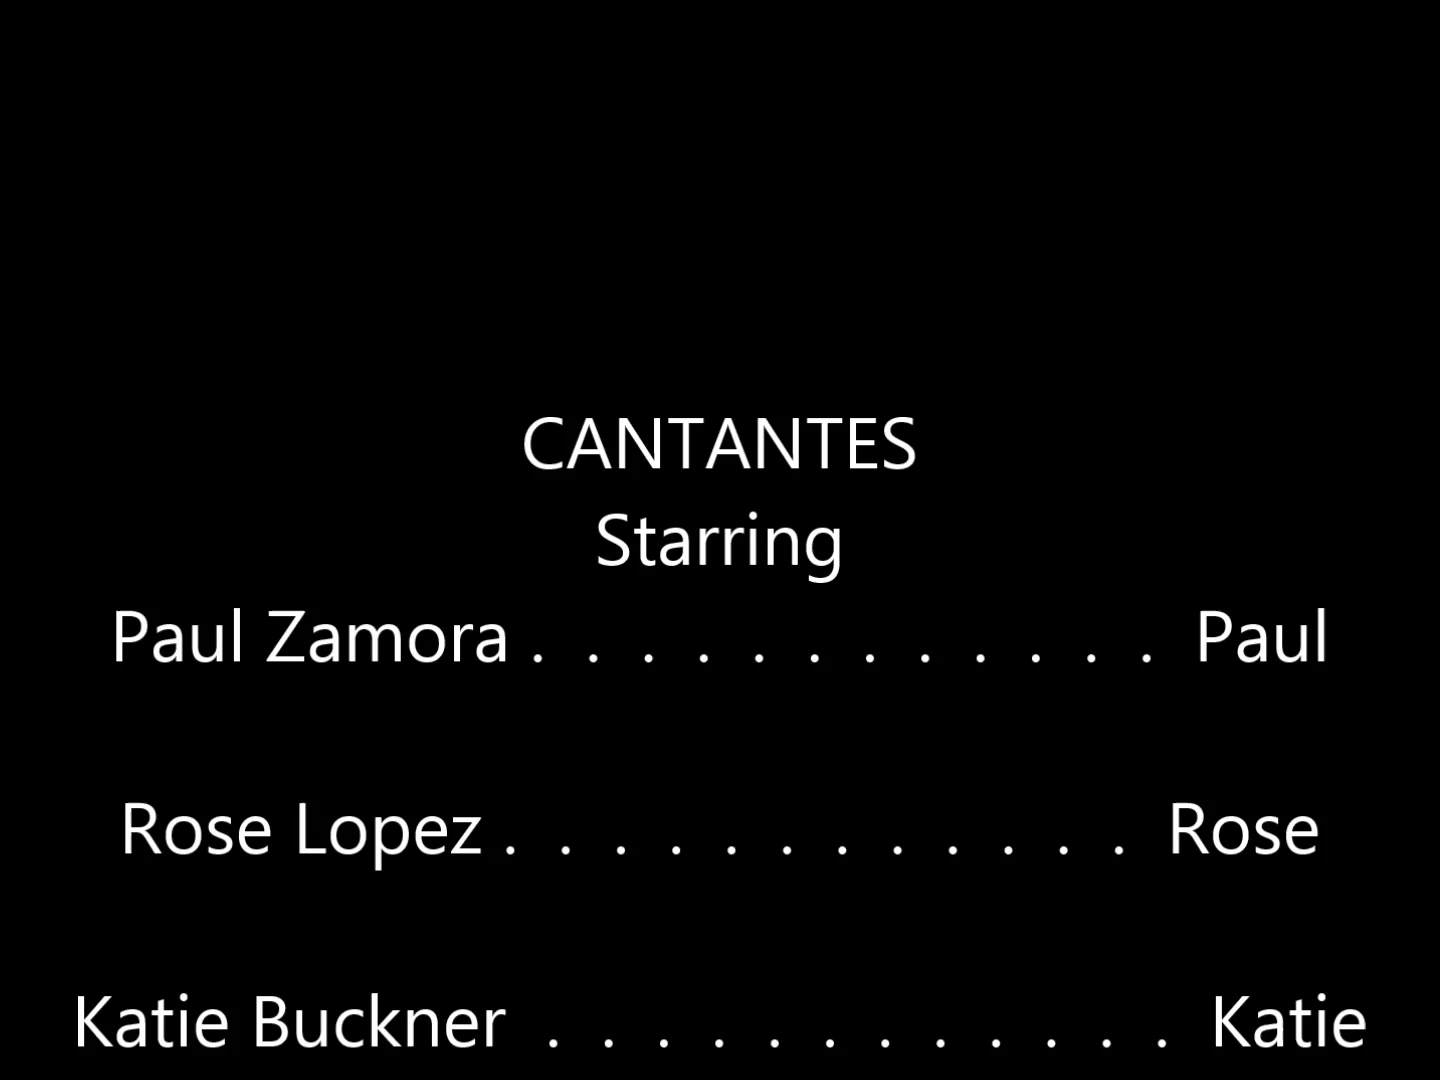 CANTANTES
Starring
Paul Zamora . . . . . . . . . . . . Paul
Rose Lopez . . . . . . . . . . . . Rose
Katie Buckner . . . . . . . . . . . . Katie